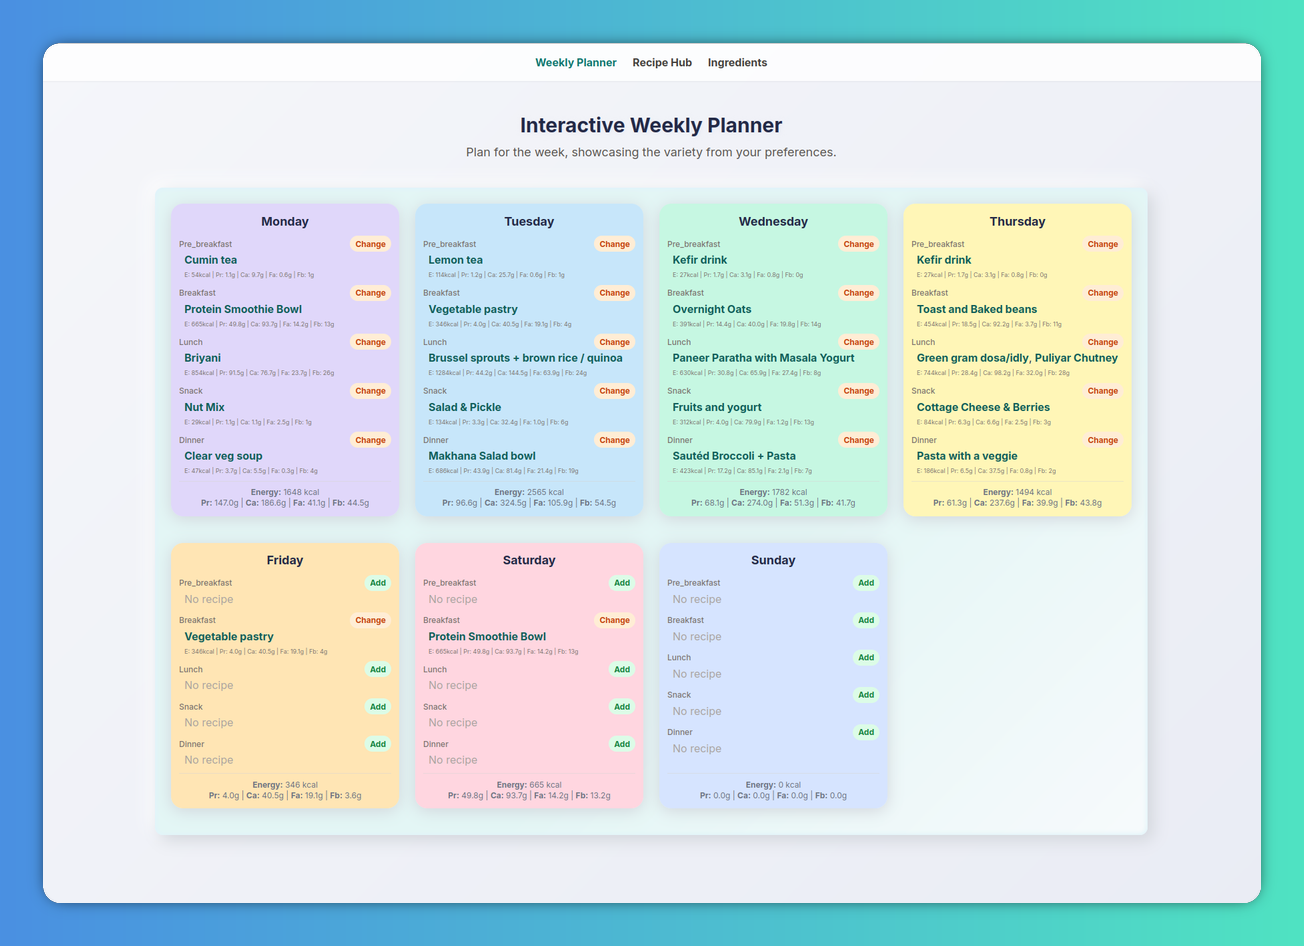 Weekly Planner Recipe Hub Ingredients
Interactive Weekly Planner
Plan for the week, showcasing the variety from your preferences.
Monday
Pre_breakfast Change
Cumin tea
E: 54kcal | Pr: 1.1g | Ca: 9.7g | Fa: 0.6g | Fb: 1g
Breakfast Change
Protein Smoothie Bowl
E: 665kcal | Pr: 49.8g | Ca: 93.7g | Fa: 14.2g | Fb: 13g
Lunch Change
Briyani
E: 854kcal | Pr: 91.5g | Ca: 76.7g | Fa: 23.7g | Fb: 26g
Snack Change
Nut Mix
E: 29kcal | Pr: 1.1g | Ca: 1.1g | Fa: 2.5g | Fb: 1g
Dinner Change
Clear veg soup
E: 47kcal | Pr: 3.7g | Ca: 5.5g | Fa: 0.3g | Fb: 4g
Energy: 1648 kcal
Pr: 147.0g | Ca: 186.6g | Fa: 41.1g | Fb: 44.5g
Tuesday
Pre_breakfast Change
Lemon tea
E: 114kcal | Pr: 1.2g | Ca: 25.7g | Fa: 0.6g | Fb: 1g
Breakfast Change
Vegetable pastry
E: 346kcal | Pr: 4.0g | Ca: 40.5g | Fa: 19.1g | Fb: 4g
Lunch Change
Brussel sprouts + brown rice / quinoa
E: 1284kcal | Pr: 44.2g | Ca: 144.5g | Fa: 63.9g | Fb: 24g
Snack Change
Salad & Pickle
E: 134kcal | Pr: 3.3g | Ca: 32.4g | Fa: 1.0g | Fb: 6g
Dinner Change
Makhana Salad bowl
E: 686kcal | Pr: 43.9g | Ca: 81.4g | Fa: 21.4g | Fb: 19g
Energy: 2565 kcal
Pr: 96.6g | Ca: 324.5g | Fa: 105.9g | Fb: 54.5g
Wednesday
Pre_breakfast Change
Kefir drink
E: 27kcal | Pr: 1.7g | Ca: 3.1g | Fa: 0.8g | Fb: 0g
Breakfast Change
Overnight Oats
E: 391kcal | Pr: 14.4g | Ca: 40.0g | Fa: 19.8g | Fb: 14g
Lunch Change
Paneer Paratha with Masala Yogurt
E: 630kcal | Pr: 30.8g | Ca: 65.9g | Fa: 27.4g | Fb: 8g
Snack Change
Fruits and yogurt
E: 312kcal | Pr: 4.0g | Ca: 79.9g | Fa: 1.2g | Fb: 13g
Dinner Change
Sautéd Broccoli + Pasta
E: 423kcal | Pr: 17.2g | Ca: 85.1g | Fa: 2.1g | Fb: 7g
Energy: 1782 kcal
Pr: 68.1g | Ca: 274.0g | Fa: 51.3g | Fb: 41.7g
Thursday
Pre_breakfast Change
Kefir drink
E: 27kcal | Pr: 1.7g | Ca: 3.1g | Fa: 0.8g | Fb: 0g
Breakfast Change
Toast and Baked beans
E: 454kcal | Pr: 18.5g | Ca: 92.2g | Fa: 3.7g | Fb: 11g
Lunch Change
Green gram dosa/idly, Puliyar Chutney
E: 744kcal | Pr: 28.4g | Ca: 98.2g | Fa: 32.0g | Fb: 28g
Snack Change
Cottage Cheese & Berries
E: 84kcal | Pr: 6.3g | Ca: 6.6g | Fa: 2.5g | Fb: 3g
Dinner Change
Pasta with a veggie
E: 186kcal | Pr: 6.5g | Ca: 37.5g | Fa: 0.8g | Fb: 2g
Energy: 1494 kcal
Pr: 61.3g | Ca: 237.6g | Fa: 39.9g | Fb: 43.8g
Friday
Pre_breakfast Add
No recipe
Breakfast Change
Vegetable pastry
E: 346kcal | Pr: 4.0g | Ca: 40.5g | Fa: 19.1g | Fb: 4g
Lunch Add
No recipe
Snack Add
No recipe
Dinner Add
No recipe
Energy: 346 kcal
Pr: 4.0g | Ca: 40.5g | Fa: 19.1g | Fb: 3.6g
Saturday
Pre_breakfast Add
No recipe
Breakfast Change
Protein Smoothie Bowl
E: 665kcal | Pr: 49.8g | Ca: 93.7g | Fa: 14.2g | Fb: 13g
Lunch Add
No recipe
Snack Add
No recipe
Dinner Add
No recipe
Energy: 665 kcal
Pr: 49.8g | Ca: 93.7g | Fa: 14.2g | Fb: 13.2g
Sunday
Pre_breakfast Add
No recipe
Breakfast Add
No recipe
Lunch Add
No recipe
Snack Add
No recipe
Dinner Add
No recipe
Energy: 0 kcal
Pr: 0.0g | Ca: 0.0g | Fa: 0.0g | Fb: 0.0g